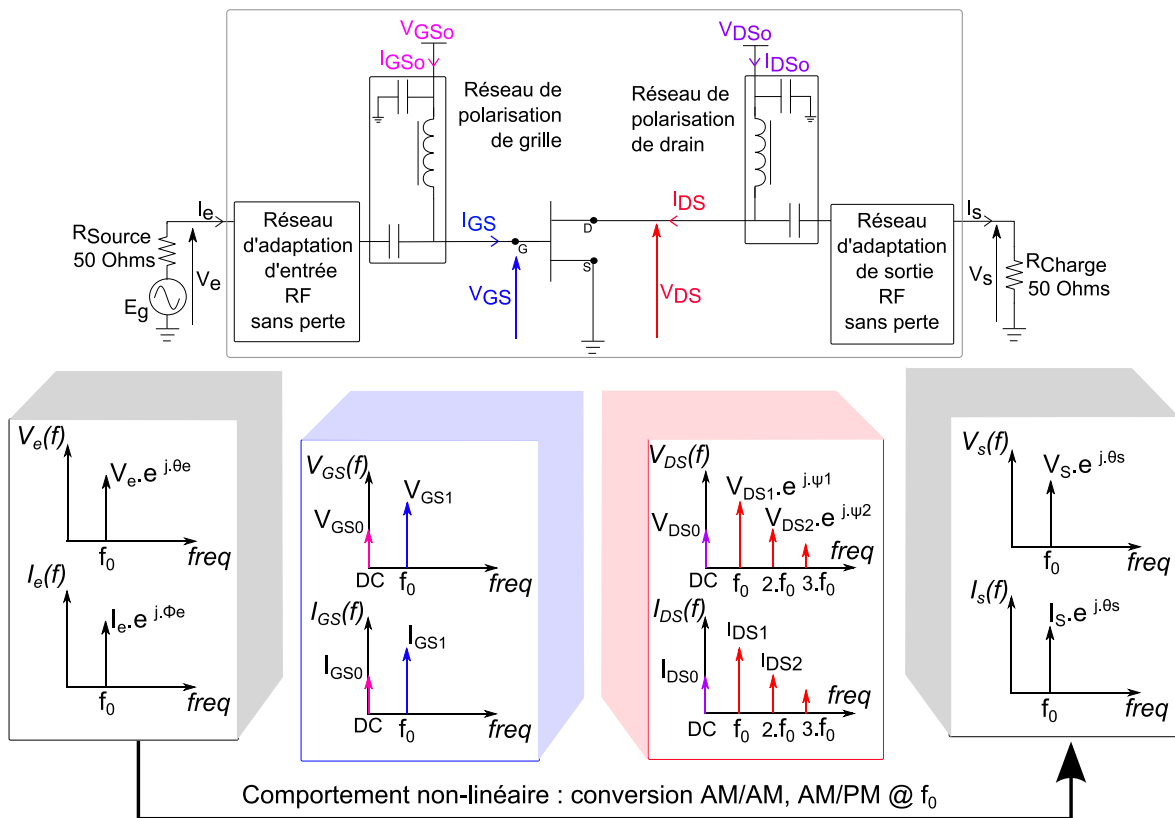 VGSo
IGSo
VDSo
IDSo
Réseau de
polarisation
de grille
Réseau de
polarisation
de drain
Ie
RSource
50 Ohms
Eg
Ve
Réseau
d'adaptation
d'entrée
RF
sans perte
IGS
G
VGS
D
S
IDS
VDS
Réseau
d'adaptation
de sortie
RF
sans perte
Is
Vs
RCharge
50 Ohms
Ve(f)
Ve.e j.θe
f0
freq
Ie(f)
Ie.e j.Φe
f0
freq
VGS(f)
VGS1
VGS0
DC
f0
freq
IGS(f)
IGS1
IGS0
DC
f0
freq
VDS(f)
VDS1.e j.ψ1
VDS2.e j.ψ2
VDS0
freq
DC
f0
2.f0
3.f0
IDS(f)
IDS1
IDS2
IDS0
freq
DC
f0
2.f0
3.f0
Vs(f)
VS.e j.θs
f0
freq
Is(f)
IS.e j.θs
f0
freq
Comportement non-linéaire : conversion AM/AM, AM/PM @ f0